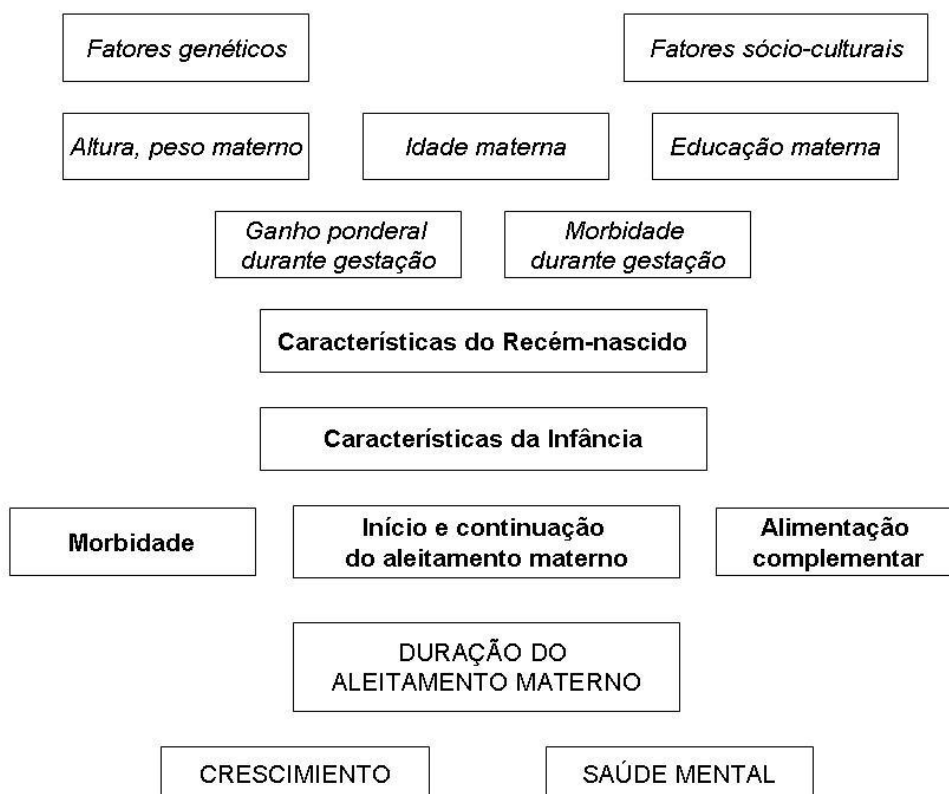 Fatores genéticos
Fatores sócio-culturais
Altura, peso materno
Idade materna
Educação materna
Ganho ponderal
durante gestação
Morbidade
durante gestação
Características do Recém-nascido
Características da Infância
Morbidade
Início e continuação
do aleitamento materno
Alimentação
complementar
DURAÇÃO DO
ALEITAMENTO MATERNO
CRESCIMIENTO
SAÚDE MENTAL